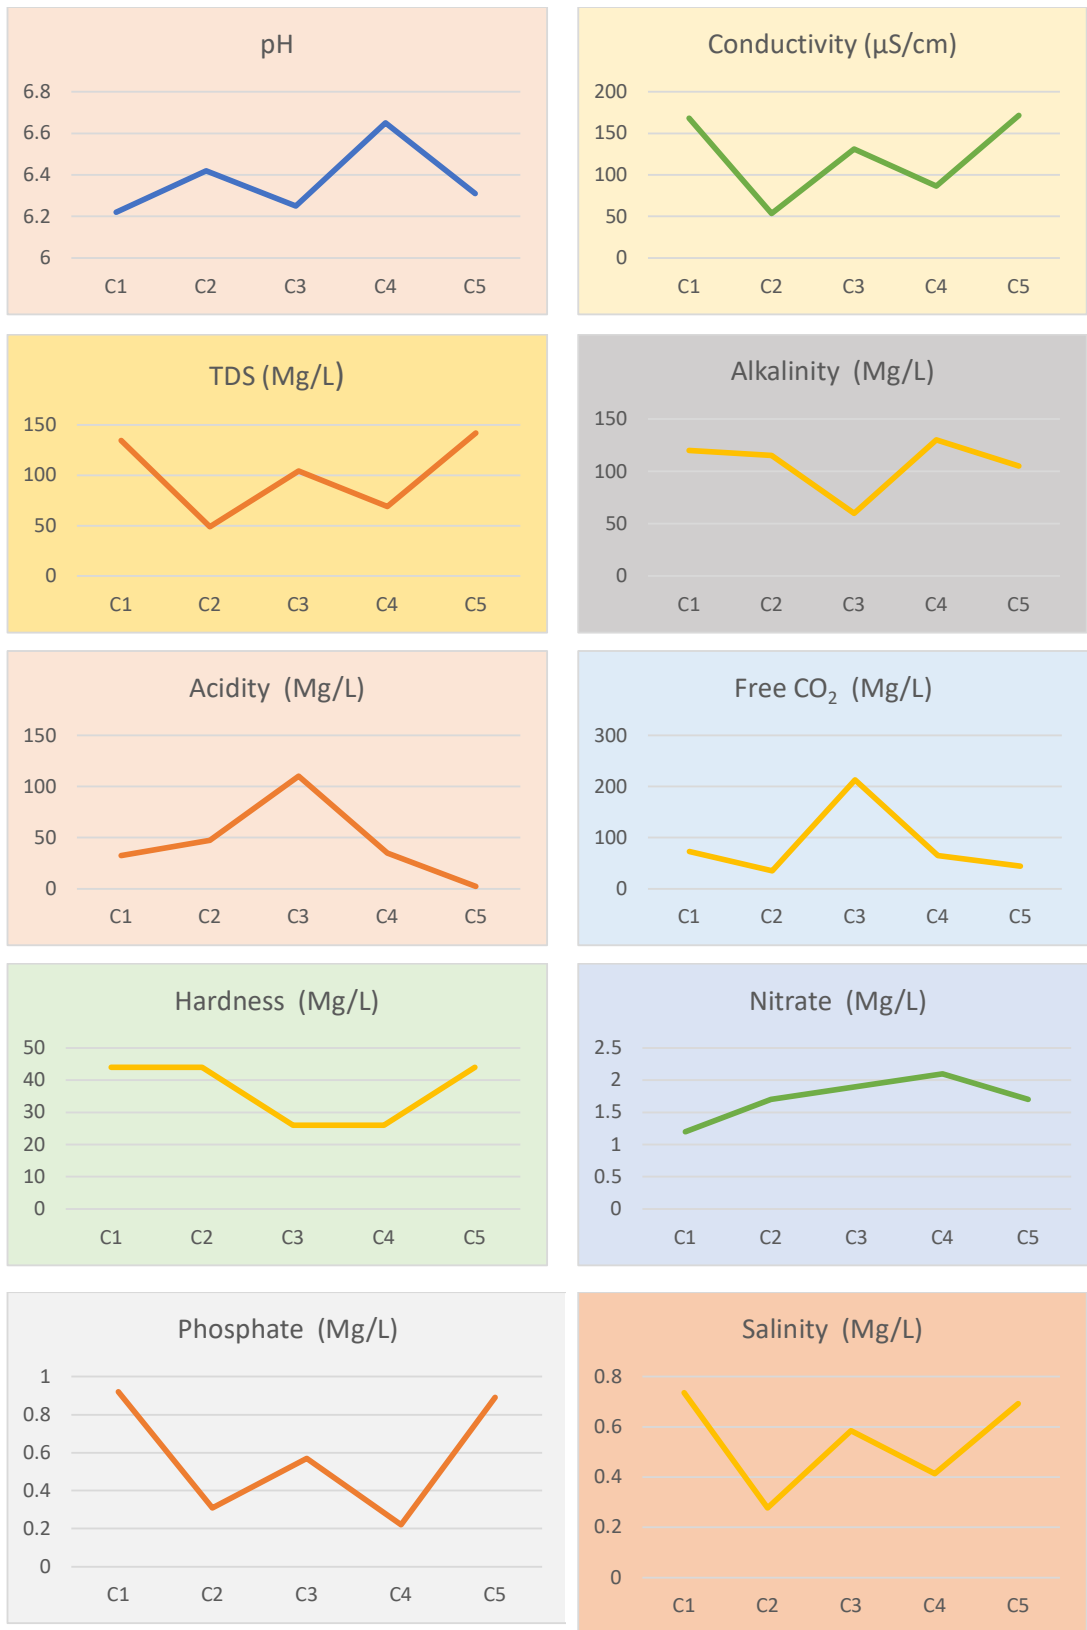 pH
6.8
6.6
6.4
6.2
6
C1 C2 C3 C4 C5
Conductivity (µS/cm)
200
150
100
50
0
C1 C2 C3 C4 C5
TDS (Mg/L)
150
100
50
0
C1 C2 C3 C4 C5
Alkalinity (Mg/L)
150
100
50
0
C1 C2 C3 C4 C5
Acidity (Mg/L)
150
100
50
0
C1 C2 C3 C4 C5
Free CO₂ (Mg/L)
300
200
100
0
C1 C2 C3 C4 C5
Hardness (Mg/L)
50
40
30
20
10
0
C1 C2 C3 C4 C5
Nitrate (Mg/L)
2.5
2
1.5
1
0.5
0
C1 C2 C3 C4 C5
Phosphate (Mg/L)
1
0.8
0.6
0.4
0.2
0
C1 C2 C3 C4 C5
Salinity (Mg/L)
0.8
0.6
0.4
0.2
0
C1 C2 C3 C4 C5